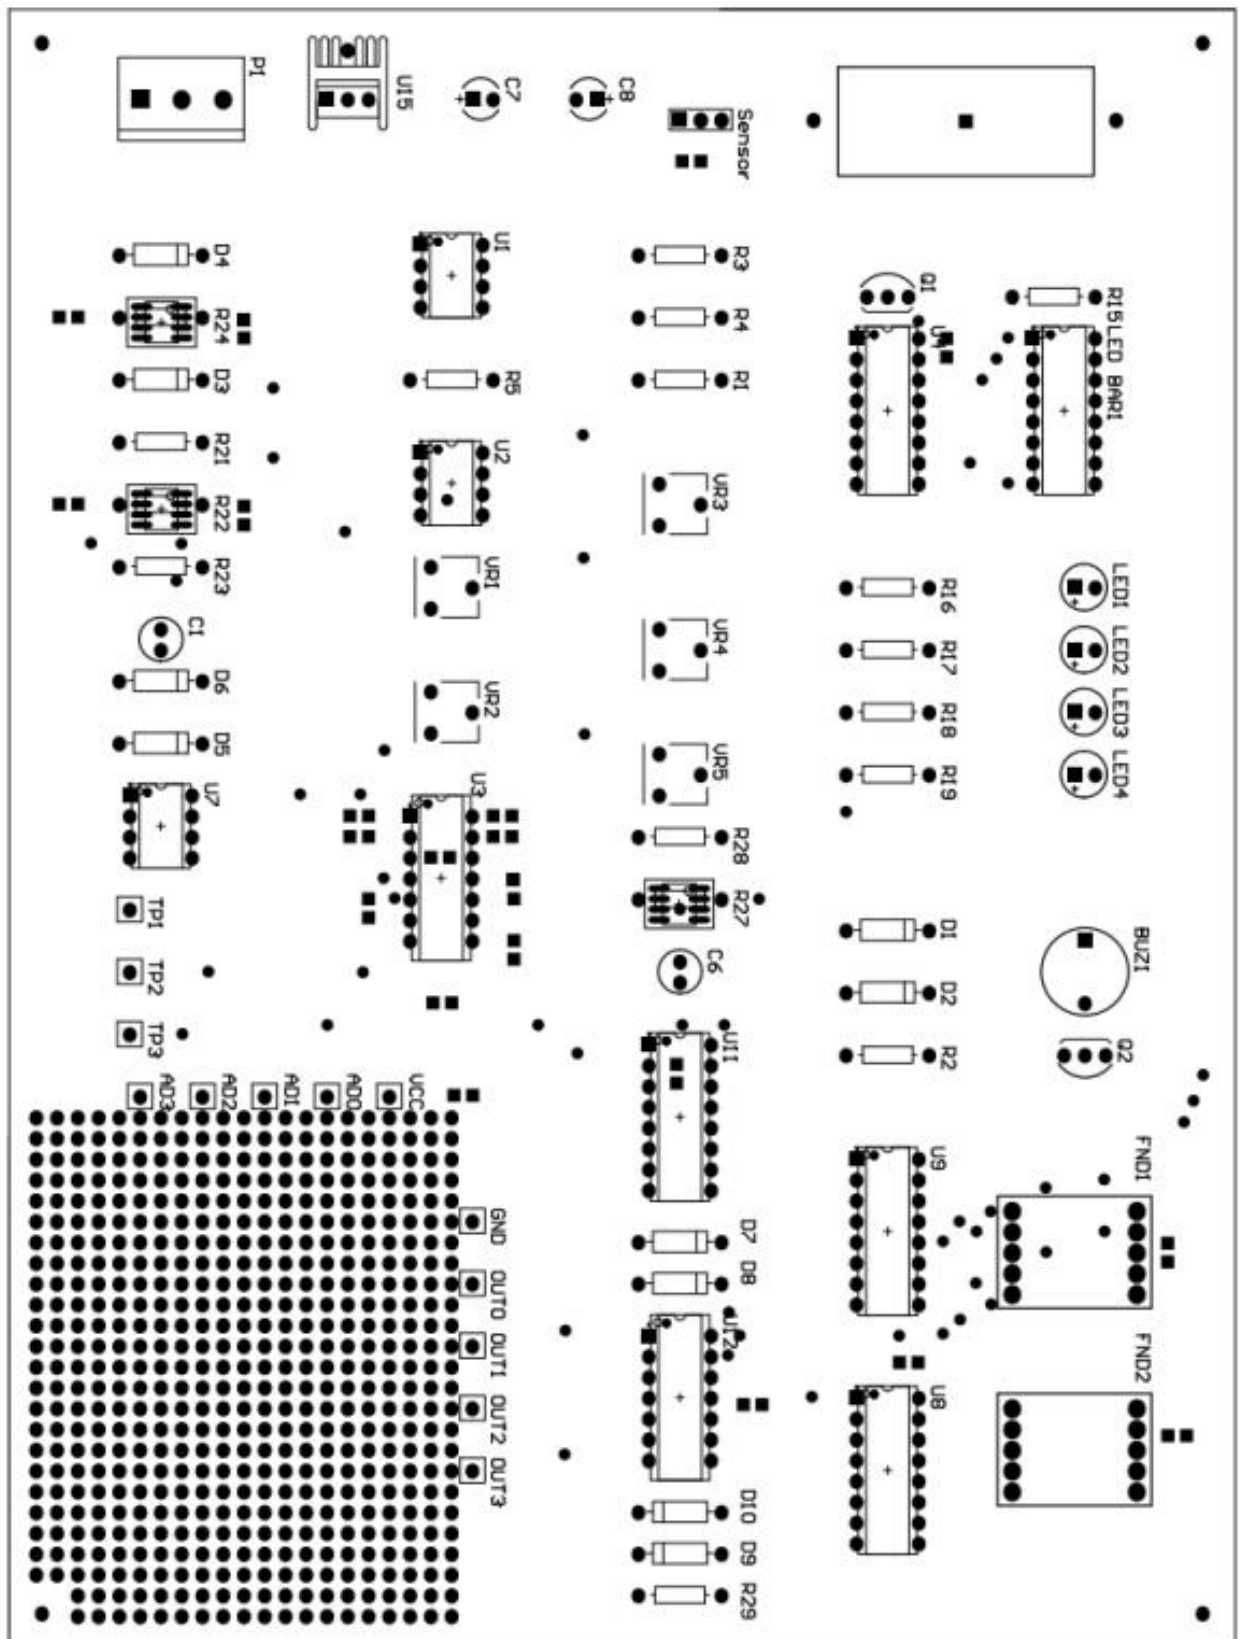 P1
U15
C7
C8
Sensor
D4
U1
R3
Q1
R15
R24
R4
U4
LED BAR1
D3
R5
R1
R21
U2
R22
VR3
R23
VR1
R16
LED1
C1
VR4
R17
LED2
D6
VR2
R18
LED3
D5
VR5
R19
LED4
U7
U3
R28
TP1
R27
D1
BUZ1
TP2
C6
D2
TP3
U11
R2
Q2
AD3
AD2
AD1
AD0
VCC
U9
FND1
GND
D7
OUT0
D8
OUT1
U12
FND2
OUT2
U8
OUT3
D10
D9
R29